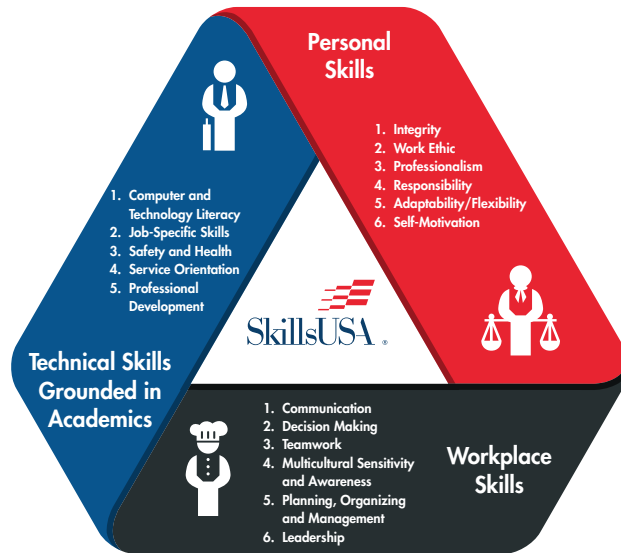 Personal
Skills
1. Integrity
2. Work Ethic
3. Professionalism
4. Responsibility
5. Adaptability/Flexibility
6. Self-Motivation
1. Computer and
Technology Literacy
2. Job-Specific Skills
3. Safety and Health
4. Service Orientation
5. Professional
Development
SkillsUSA ®
Technical Skills
Grounded in
Academics
1. Communication
2. Decision Making
3. Teamwork
4. Multicultural Sensitivity
and Awareness
5. Planning, Organizing
and Management
6. Leadership
Workplace
Skills